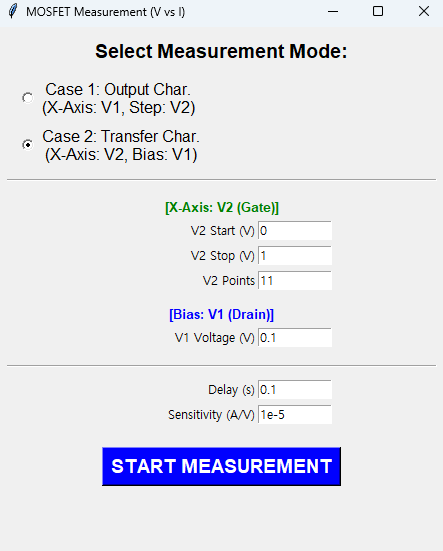 MOSFET Measurement (V vs I)
Select Measurement Mode:
Case 1: Output Char.
(X-Axis: V1, Step: V2)
Case 2: Transfer Char.
(X-Axis: V2, Bias: V1)
[X-Axis: V2 (Gate)]
V2 Start (V) 0
V2 Stop (V) 1
V2 Points 11
[Bias: V1 (Drain)]
V1 Voltage (V) 0.1
Delay (s) 0.1
Sensitivity (A/V) 1e-5
START MEASUREMENT